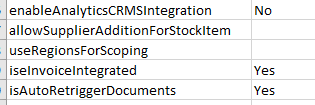 enableAnalyticsCRMSIntegration No
allowSupplierAdditionForStockItem
useRegionsForScoping
iseInvoiceIntegrated Yes
isAutoRetriggerDocuments Yes